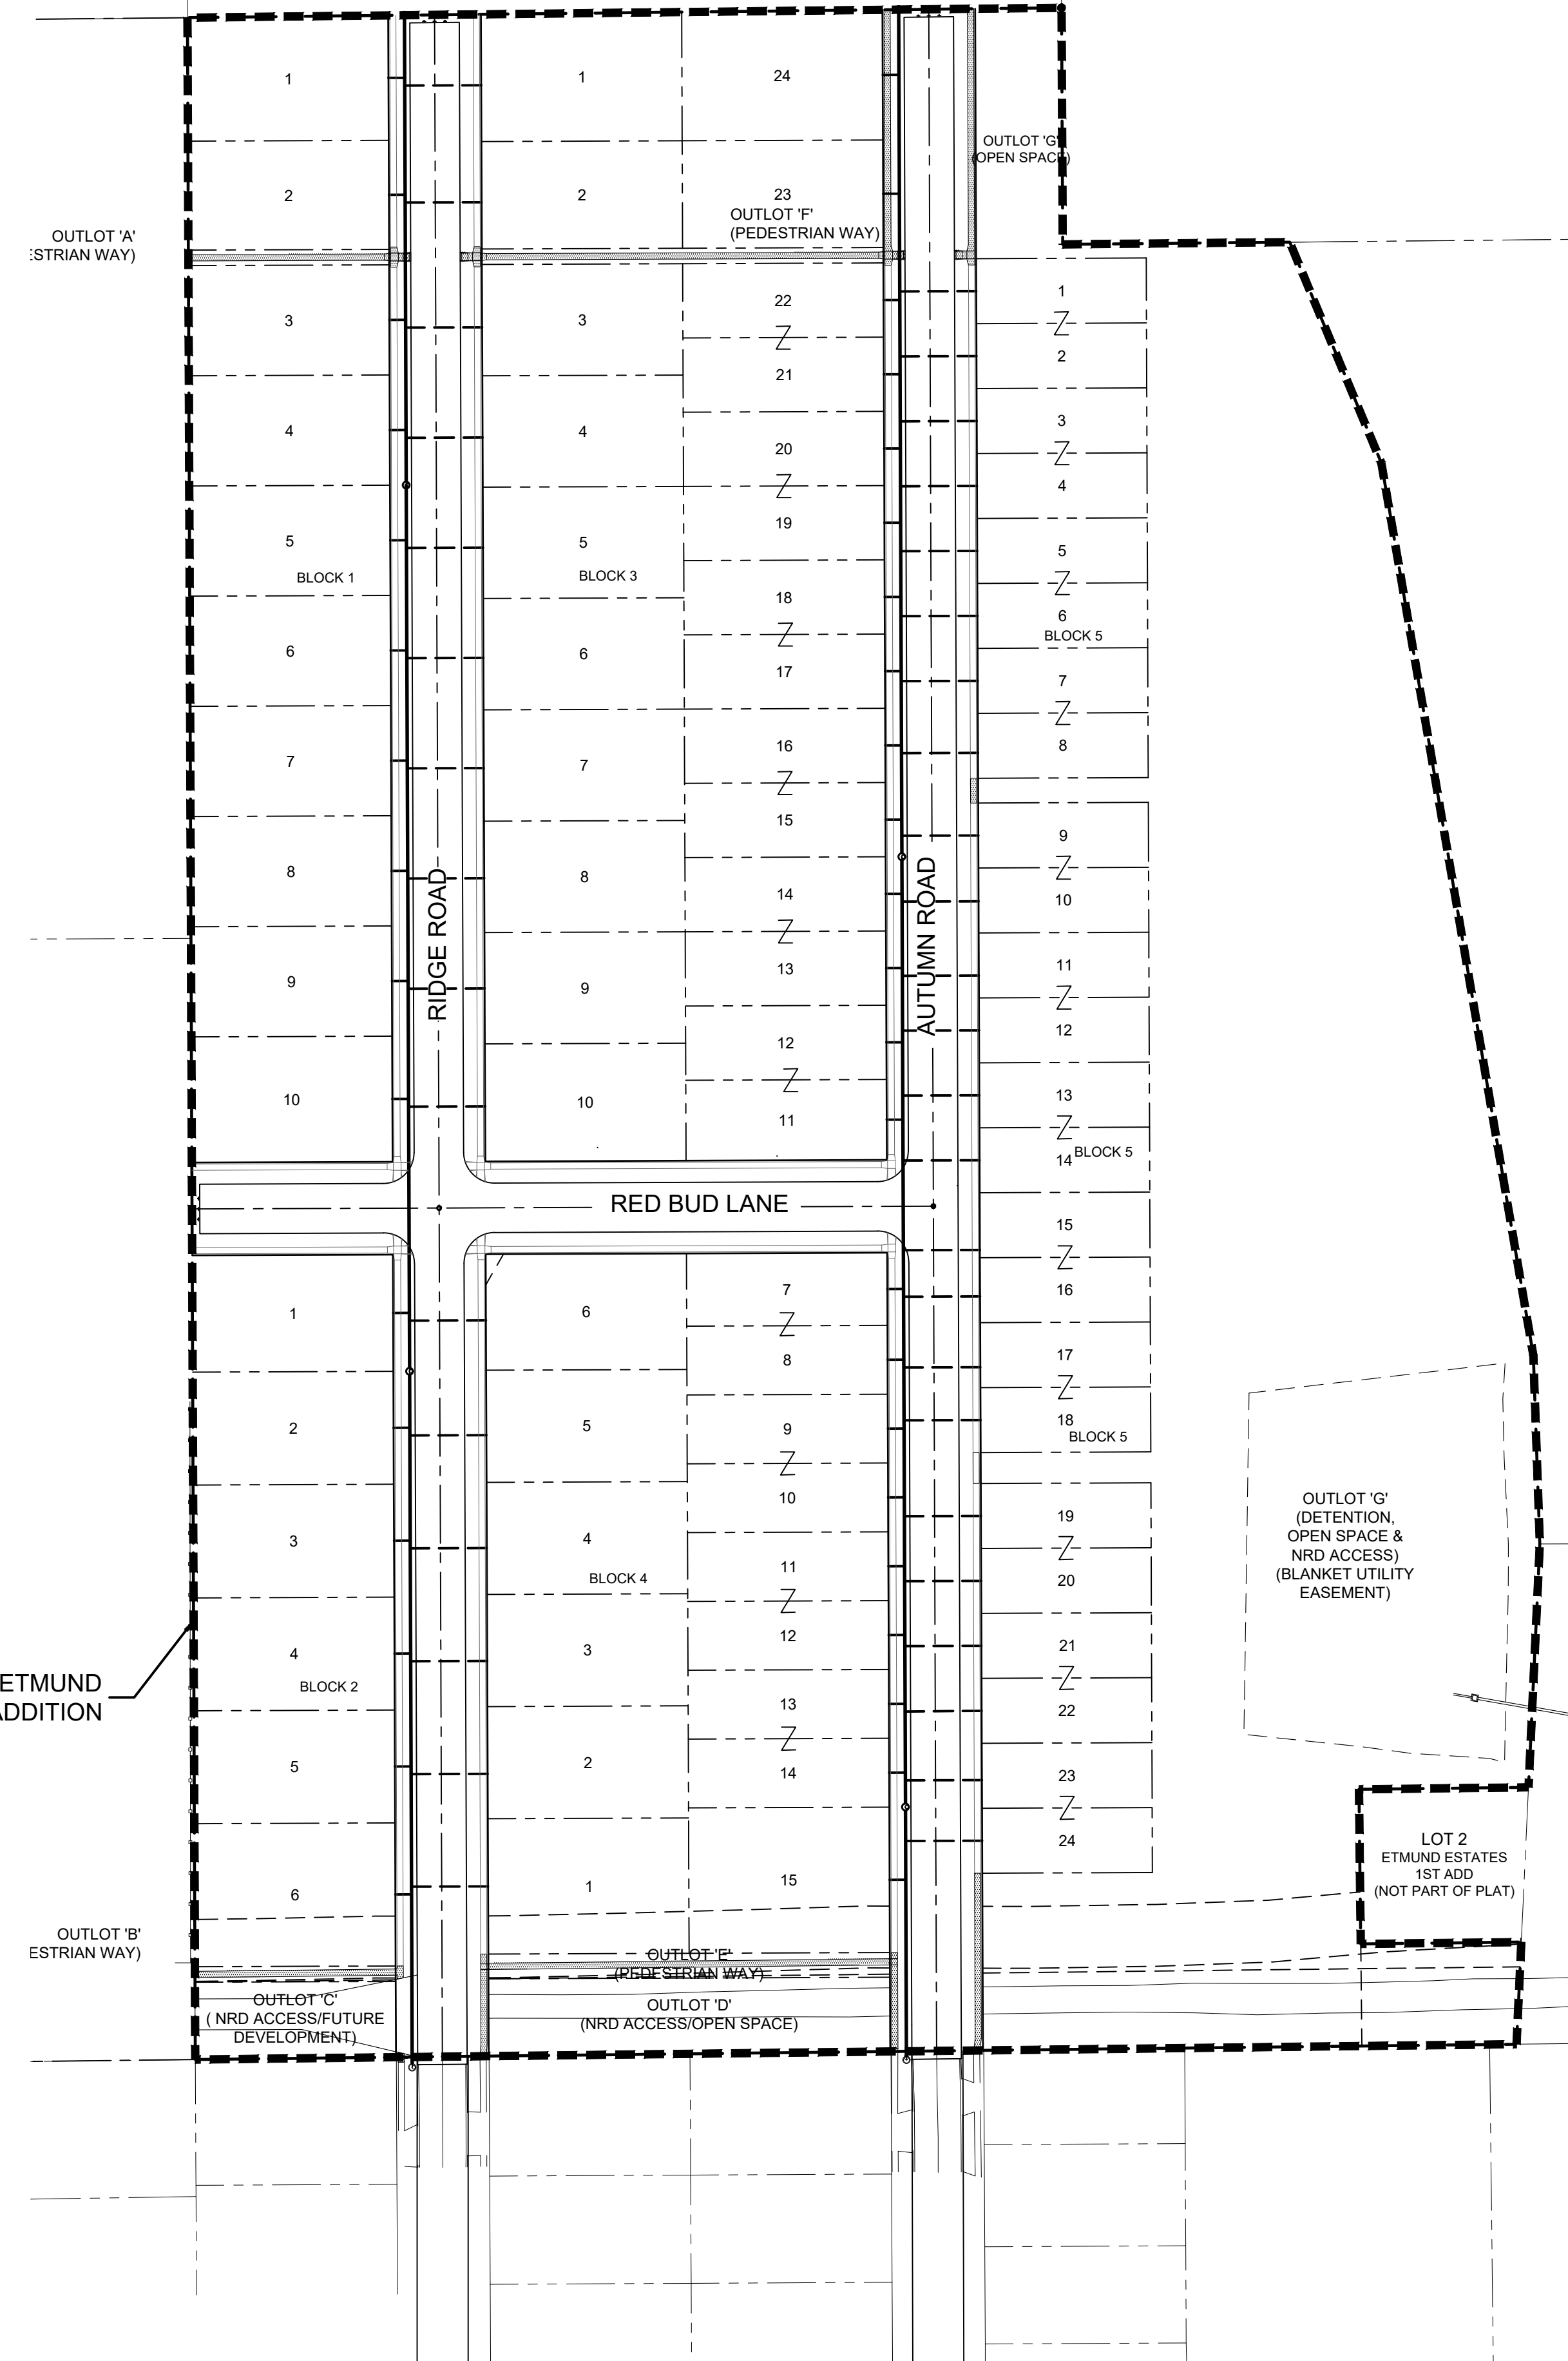 1
1
24
OUTLOT 'G'
(OPEN SPACE)
2
2
23
OUTLOT 'F'
(PEDESTRIAN WAY)
OUTLOT 'A'
STRIAN WAY)
3
4
5
BLOCK 1
6
7
8
9
10
RIDGE ROAD
3
4
5
BLOCK 3
6
7
8
9
10
22
Z
21
20
Z
19
18
Z
17
16
Z
15
14
Z
13
12
Z
11
AUTUMN ROAD
1
Z
2
3
Z
4
5
Z
6
BLOCK 5
7
Z
8
9
Z
10
11
Z
12
13
Z
14
BLOCK 5
15
Z
16
17
Z
18
BLOCK 5
19
Z
20
21
Z
22
23
Z
24
RED BUD LANE
1
2
3
4
BLOCK 2
5
6
6
5
4
BLOCK 4
3
2
1
7
Z
8
9
Z
10
11
Z
12
13
Z
14
15
OUTLOT 'G'
(DETENTION,
OPEN SPACE &
NRD ACCESS)
(BLANKET UTILITY
EASEMENT)
ETMUND
ADDITION
LOT 2
ETMUND ESTATES
1ST ADD
(NOT PART OF PLAT)
OUTLOT 'B'
ESTRIAN WAY)
OUTLOT 'E'
(PEDESTRIAN WAY)
OUTLOT 'C'
( NRD ACCESS/FUTURE
DEVELOPMENT)
OUTLOT 'D'
(NRD ACCESS/OPEN SPACE)